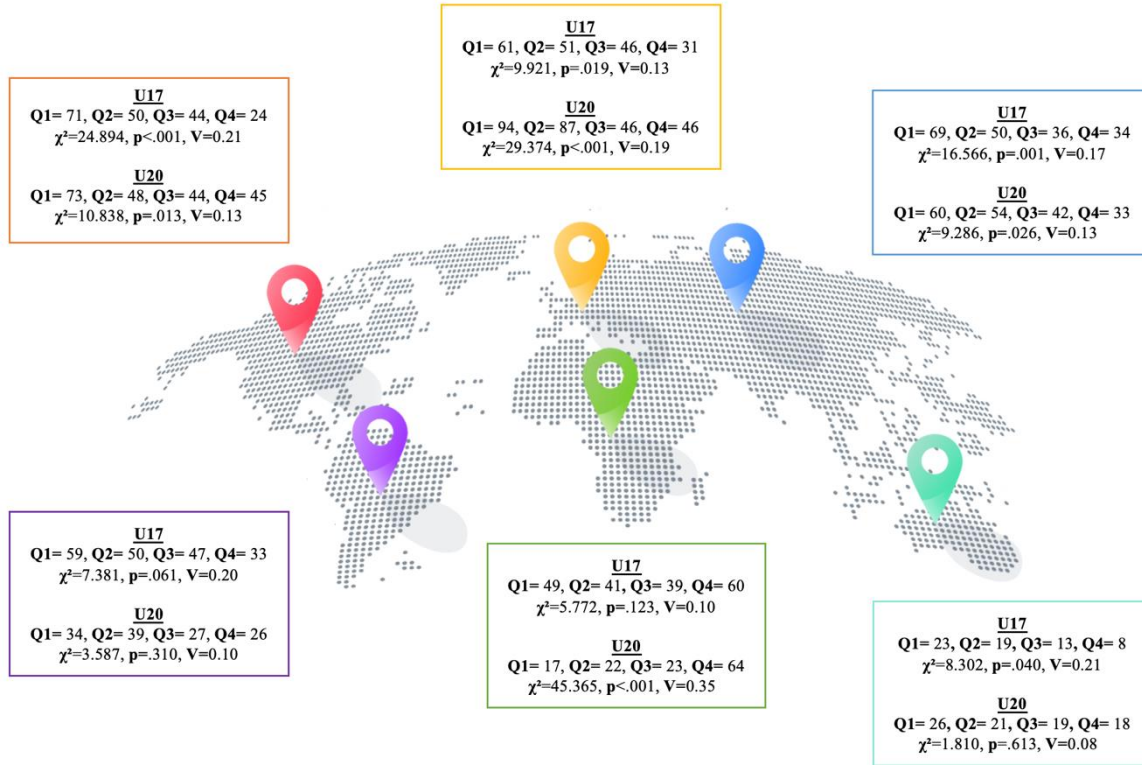 U17
Q1= 61, Q2= 51, Q3= 46, Q4= 31
χ²=9.921, p=.019, V=0.13
U20
Q1= 94, Q2= 87, Q3= 46, Q4= 46
χ²=29.374, p<.001, V=0.19
U17
Q1= 71, Q2= 50, Q3= 44, Q4= 24
χ²=24.894, p<.001, V=0.21
U20
Q1= 73, Q2= 48, Q3= 44, Q4= 45
χ²=10.838, p=.013, V=0.13
U17
Q1= 69, Q2= 50, Q3= 36, Q4= 34
χ²=16.566, p=.001, V=0.17
U20
Q1= 60, Q2= 54, Q3= 42, Q4= 33
χ²=9.286, p=.026, V=0.13
U17
Q1= 59, Q2= 50, Q3= 47, Q4= 33
χ²=7.381, p=.061, V=0.20
U20
Q1= 34, Q2= 39, Q3= 27, Q4= 26
χ²=3.587, p=.310, V=0.10
U17
Q1= 49, Q2= 41, Q3= 39, Q4= 60
χ²=5.772, p=.123, V=0.10
U20
Q1= 17, Q2= 22, Q3= 23, Q4= 64
χ²=45.365, p<.001, V=0.35
U17
Q1= 23, Q2= 19, Q3= 13, Q4= 8
χ²=8.302, p=.040, V=0.21
U20
Q1= 26, Q2= 21, Q3= 19, Q4= 18
χ²=1.810, p=.613, V=0.08